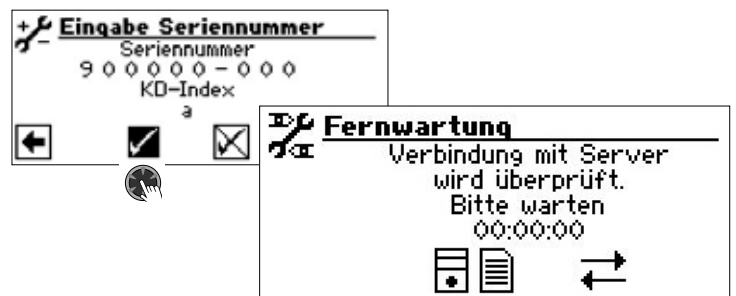 Eingabe Seriennummer
Seriennummer
900000-000
KD-Index
a
Fernwartung
Verbindung mit Server
wird überprüft.
Bitte warten
00:00:00